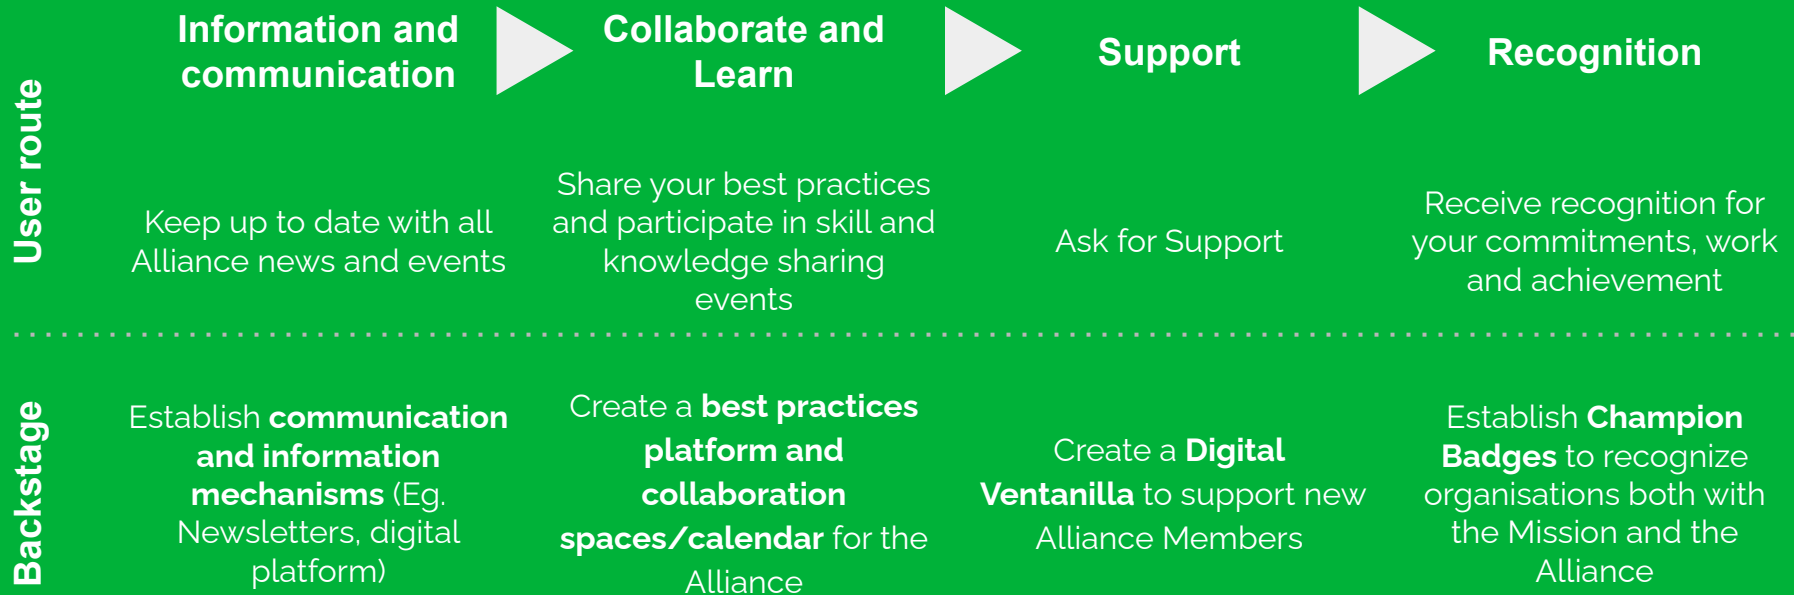 Information and
communication
Collaborate and
Learn
Support
Recognition
User route
Keep up to date with all
Alliance news and events
Share your best practices
and participate in skill and
knowledge sharing
events
Ask for Support
Receive recognition for
your commitments, work
and achievement
Backstage
Establish communication
and information
mechanisms (Eg.
Newsletters, digital
platform)
Create a best practices
platform and
collaboration
spaces/calendar for the
Alliance
Create a Digital
Ventanilla to support new
Alliance Members
Establish Champion
Badges to recognize
organisations both with
the Mission and the
Alliance